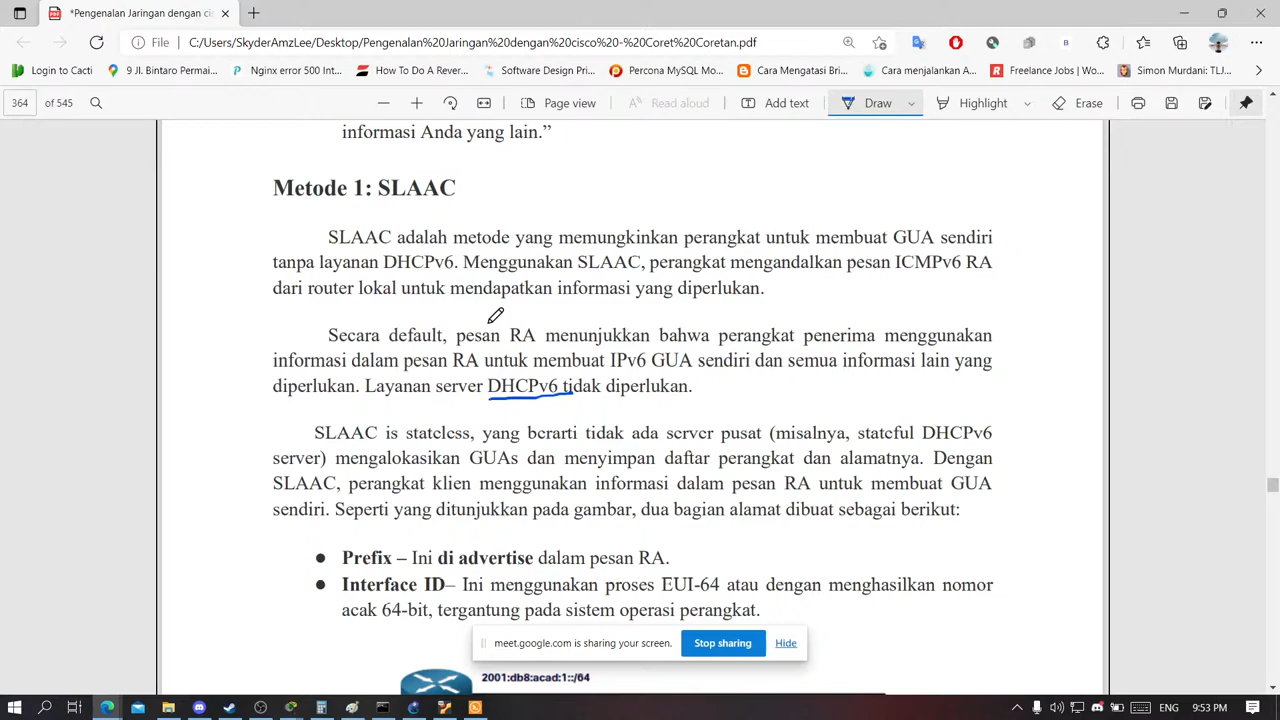 *Pengenalan Jaringan dengan cis
File
C:/Users/SkyderAmzLee/Desktop/Pengenalan%20Jaringan%20dengan%20cisco%20-%20Coret%20Coretan.pdf
Login to Cacti
9 Jl. Bintaro Permai...
Nginx error 500 Int...
How To Do A Rever...
Software Design Pri...
Percona MySQL Mo...
Cara Mengatasi Bri...
Cara menjalankan A...
Freelance Jobs | Wo...
Simon Murdani: TLJ...
364 of 545
Page view
Read aloud
Add text
Draw
Highlight
Erase
informasi Anda yang lain.”
Metode 1: SLAAC
SLAAC adalah metode yang memungkinkan perangkat untuk membuat GUA sendiri
tanpa layanan DHCPv6. Menggunakan SLAAC, perangkat mengandalkan pesan ICMPv6 RA
dari router lokal untuk mendapatkan informasi yang diperlukan.
Secara default, pesan RA menunjukkan bahwa perangkat penerima menggunakan
informasi dalam pesan RA untuk membuat IPv6 GUA sendiri dan semua informasi lain yang
diperlukan. Layanan server DHCPv6 tidak diperlukan.
SLAAC is stateless, yang berarti tidak ada server pusat (misalnya, stateful DHCPv6
server) mengalokasikan GUAs dan menyimpan daftar perangkat dan alamatnya. Dengan
SLAAC, perangkat klien menggunakan informasi dalam pesan RA untuk membuat GUA
sendiri. Seperti yang ditunjukkan pada gambar, dua bagian alamat dibuat sebagai berikut:
● Prefix – Ini di advertise dalam pesan RA.
● Interface ID– Ini menggunakan proses EUI-64 atau dengan menghasilkan nomor
acak 64-bit, tergantung pada sistem operasi perangkat.
meet.google.com is sharing your screen.
Stop sharing
Hide
2001:db8:acad:1::/64
ENG
9:53 PM